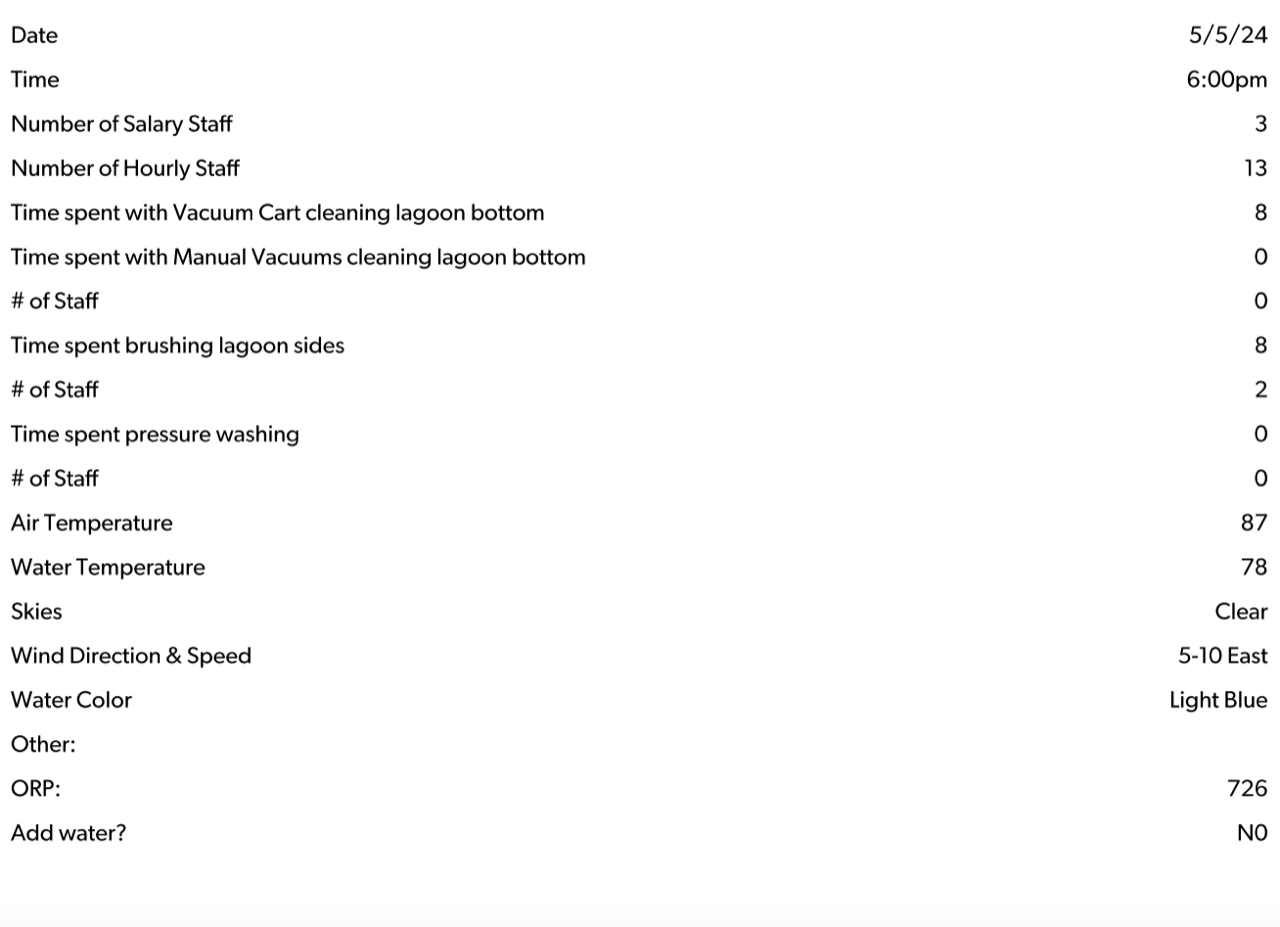 Date 5/5/24
Time 6:00pm
Number of Salary Staff 3
Number of Hourly Staff 13
Time spent with Vacuum Cart cleaning lagoon bottom 8
Time spent with Manual Vacuums cleaning lagoon bottom 0
# of Staff 0
Time spent brushing lagoon sides 8
# of Staff 2
Time spent pressure washing 0
# of Staff 0
Air Temperature 87
Water Temperature 78
Skies Clear
Wind Direction & Speed 5-10 East
Water Color Light Blue
Other:
ORP: 726
Add water? N0